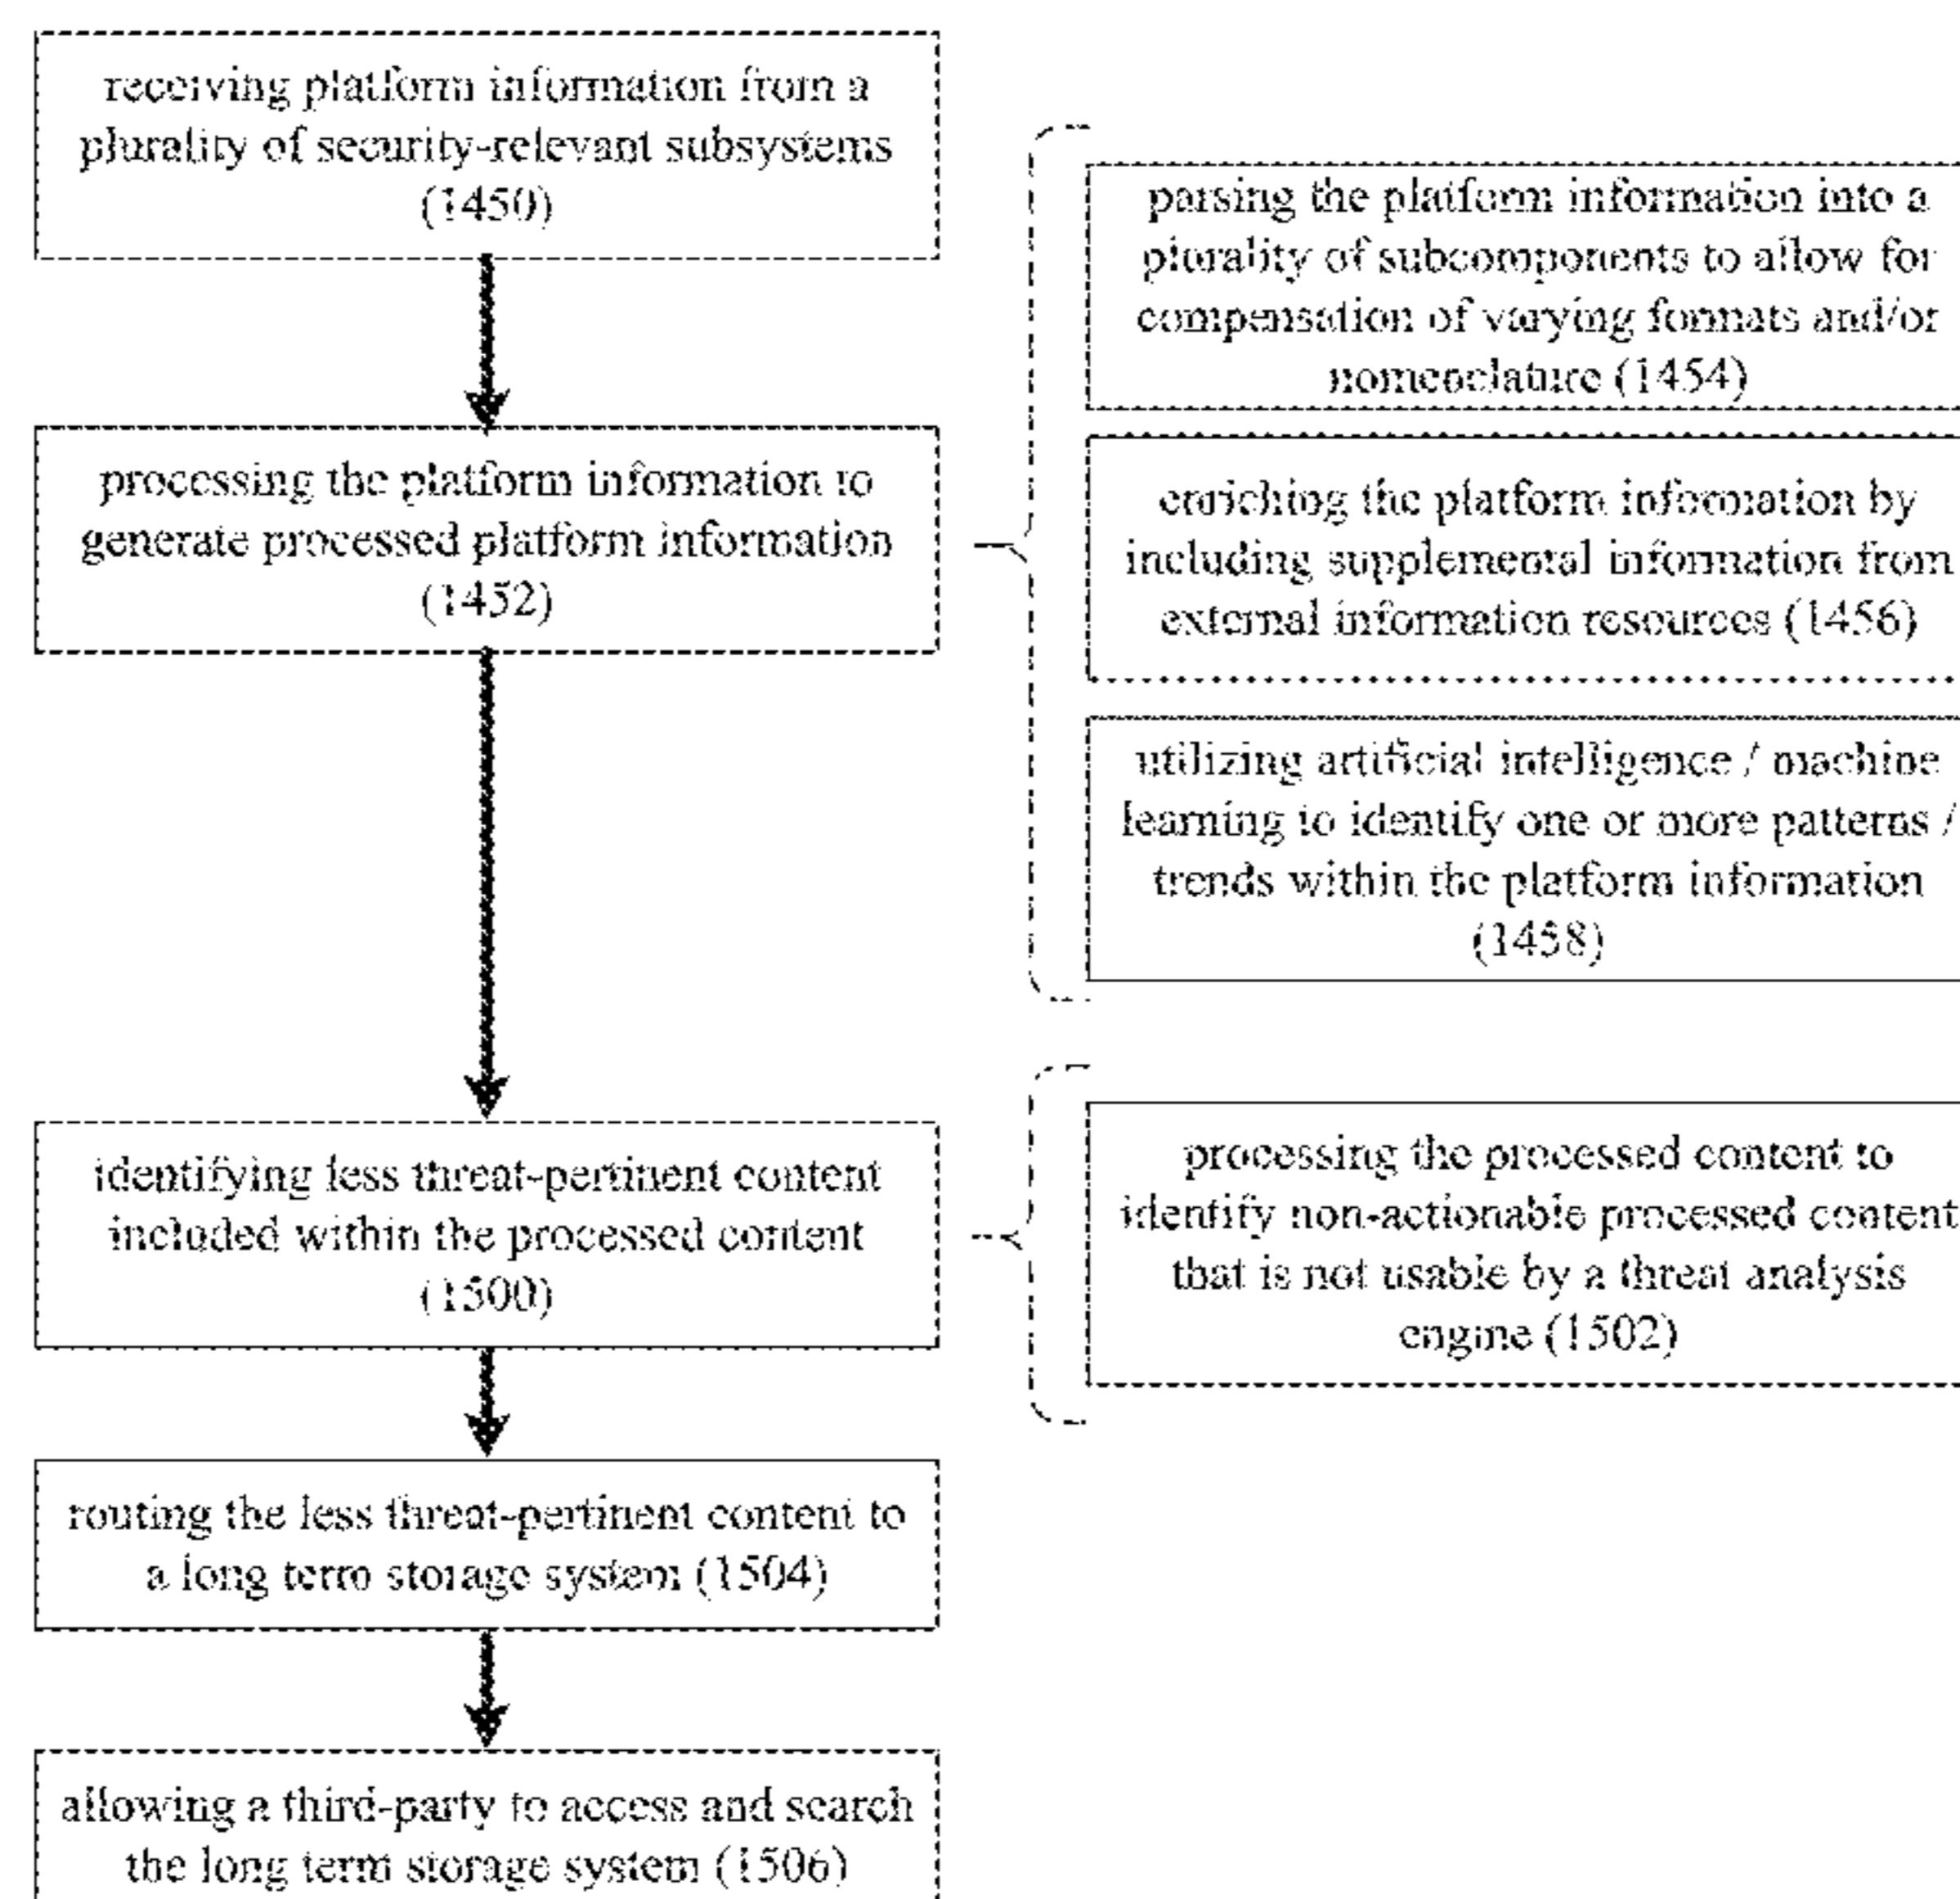 receiving platform information from a
plurality of security-relevant subsystems
(1450)
processing the platform information to
generate processed platform information
(1452)
parsing the platform information into a
plurality of subcomponents to allow for
compensation of varying formats and/or
nomenclature (1454)
enriching the platform information by
including supplemental information from
external information resources (1456)
utilizing artificial intelligence / machine
learning to identify one or more patterns /
trends within the platform information
(1458)
identifying less threat-pertinent content
included within the processed content
(1500)
processing the processed content to
identify non-actionable processed content
that is not usable by a threat analysis
engine (1502)
routing the less threat-pertinent content to
a long term storage system (1504)
allowing a third-party to access and search
the long term storage system (1506)